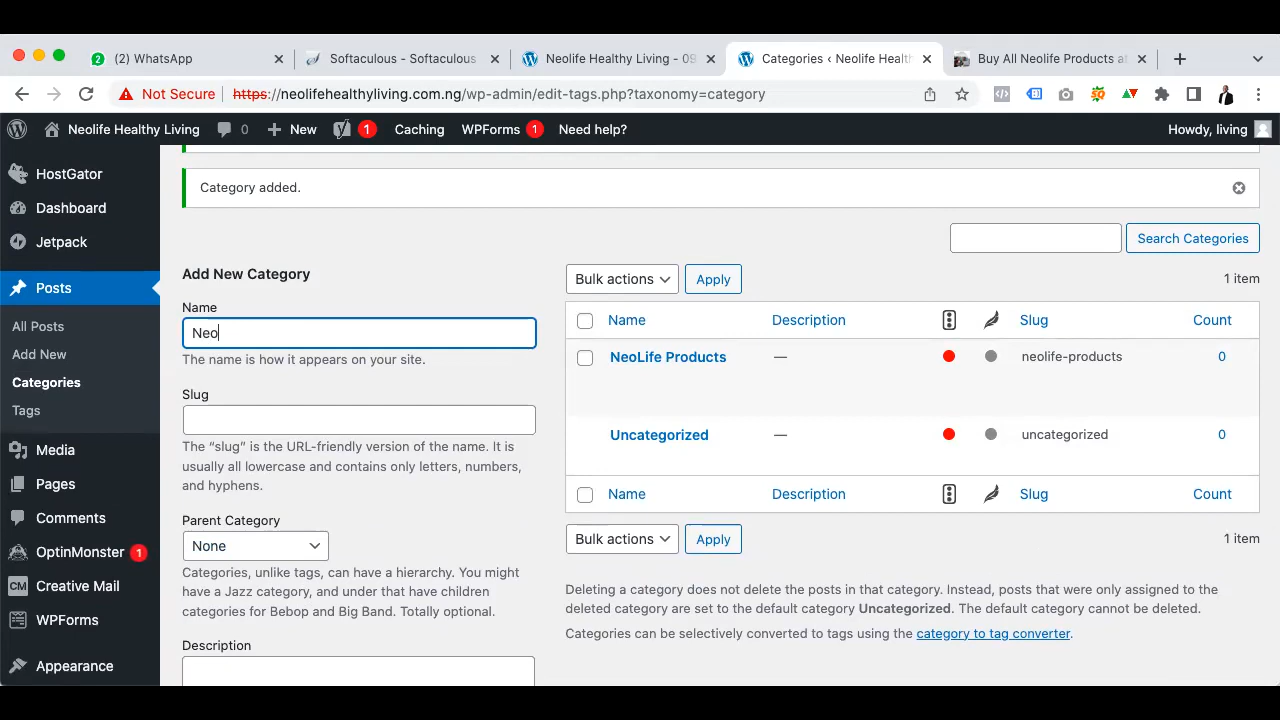 2
(2) WhatsApp
Softaculous - Softaculous
Neolife Healthy Living - 09
Categories ‹ Neolife Healt
Buy All Neolife Products at
Not Secure
https://neolifehealthyliving.com.ng/wp-admin/edit-tags.php?taxonomy=category
Neolife Healthy Living
0
New
1
Caching
WPForms
1
Need help?
Howdy, living
HostGator
Dashboard
Jetpack
Posts
All Posts
Add New
Categories
Tags
Media
Pages
Comments
OptinMonster
1
CM
Creative Mail
WPForms
Appearance
Category added.
Search Categories
Add New Category
Name
Neo
The name is how it appears on your site.
Slug
The “slug” is the URL-friendly version of the name. It is
usually all lowercase and contains only letters, numbers,
and hyphens.
Parent Category
None
Categories, unlike tags, can have a hierarchy. You might
have a Jazz category, and under that have children
categories for Bebop and Big Band. Totally optional.
Description
Bulk actions
Apply
1 item
Name
Description
Slug
Count
NeoLife Products
—
neolife-products
0
Uncategorized
—
uncategorized
0
Name
Description
Slug
Count
Bulk actions
Apply
1 item
Deleting a category does not delete the posts in that category. Instead, posts that were only assigned to the
deleted category are set to the default category Uncategorized. The default category cannot be deleted.
Categories can be selectively converted to tags using the category to tag converter.